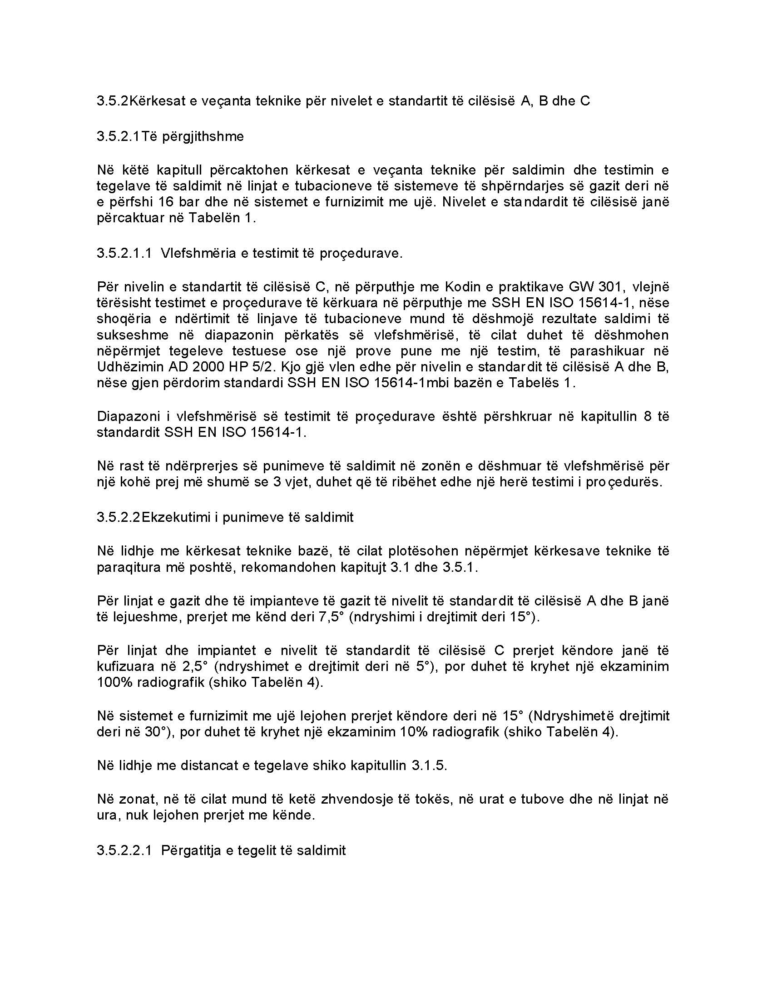 3.5.2Kërkesat e veçanta teknike për nivelet e standartit të cilësisë A, B dhe C
3.5.2.1Të përgjithshme
Në këtë kapitull përcaktohen kërkesat e veçanta teknike për saldimin dhe testimin e
tegelave të saldimit në linjat e tubacioneve të sistemeve të shpërndarjes së gazit deri në
e përfshi 16 bar dhe në sistemet e furnizimit me ujë. Nivelet e standardit të cilësisë janë
përcaktuar në Tabelën 1.
3.5.2.1.1 Vlefshmëria e testimit të proçedurave.
Për nivelin e standartit të cilësisë C, në përputhje me Kodin e praktikave GW 301, vlejnë
tërësisht testimet e proçedurave të kërkuara në përputhje me SSH EN ISO 15614-1, nëse
shoqëria e ndërtimit të linjave të tubacioneve mund të dëshmojë rezultate saldimi të
sukseshme në diapazonin përkatës së vlefshmërisë, të cilat duhet të dëshmohen
nëpërmjet tegeleve testuese ose një prove pune me një testim, të parashikuar në
Udhëzimin AD 2000 HP 5/2. Kjo gjë vlen edhe për nivelin e standardit të cilësisë A dhe B,
nëse gjen përdorim standardi SSH EN ISO 15614-1mbi bazën e Tabelës 1.
Diapazoni i vlefshmërisë së testimit të proçedurave është përshkruar në kapitullin 8 të
standardit SSH EN ISO 15614-1.
Në rast të ndërprerjes së punimeve të saldimit në zonën e dëshmuar të vlefshmërisë për
një kohë prej më shumë se 3 vjet, duhet që të ribëhet edhe një herë testimi i proçedurës.
3.5.2.2Ekzekutimi i punimeve të saldimit
Në lidhje me kërkesat teknike bazë, të cilat plotësohen nëpërmjet kërkesave teknike të
paraqitura më poshtë, rekomandohen kapitujt 3.1 dhe 3.5.1.
Për linjat e gazit dhe të impianteve të gazit të nivelit të standardit të cilësisë A dhe B janë
të lejueshme, prerjet me kënd deri 7,5° (ndryshimi i drejtimit deri 15°).
Për linjat dhe impiantet e nivelit të standardit të cilësisë C prerjet këndore janë të
kufizuara në 2,5° (ndryshimet e drejtimit deri në 5°), por duhet të kryhet një ekzaminim
100% radiografik (shiko Tabelën 4).
Në sistemet e furnizimit me ujë lejohen prerjet këndore deri në 15° (Ndryshimetë drejtimit
deri në 30°), por duhet të kryhet një ekzaminim 10% radiografik (shiko Tabelën 4).
Në lidhje me distancat e tegelave shiko kapitullin 3.1.5.
Në zonat, në të cilat mund të ketë zhvendosje të tokës, në urat e tubove dhe në linjat në
ura, nuk lejohen prerjet me kënde.
3.5.2.2.1 Përgatitja e tegelit të saldimit